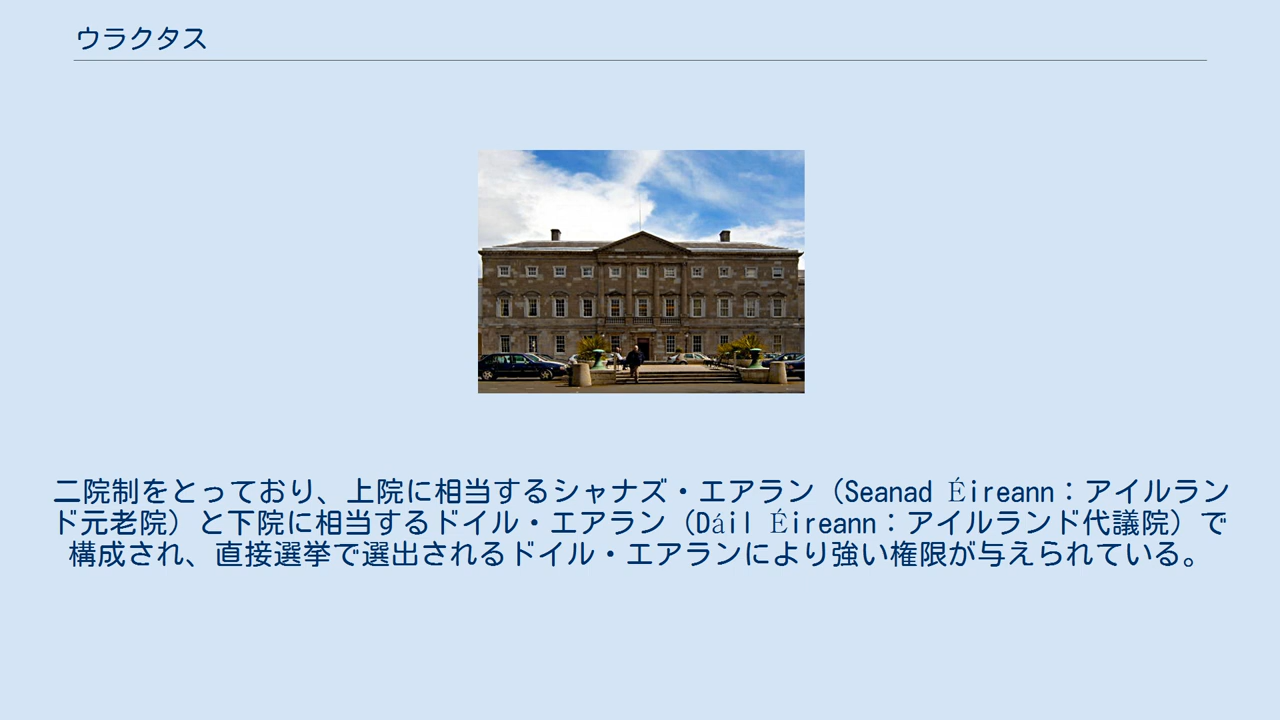 ウラクタス
二院制をとっており、上院に相当するシャナズ・エアラン（Seanad Éireann：アイルラン
ド元老院）と下院に相当するドイル・エアラン（Dáil Éireann：アイルランド代議院）で
構成され、直接選挙で選出されるドイル・エアランにより強い権限が与えられている。